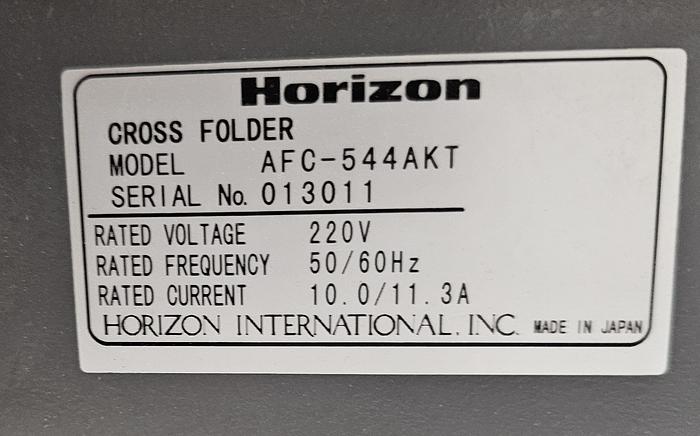 Horizon
CROSS FOLDER
MODEL AFC-544AKT
SERIAL No. 013011
RATED VOLTAGE 220V
RATED FREQUENCY 50/60Hz
RATED CURRENT 10.0/11.3A
HORIZON INTERNATIONAL, INC. MADE IN JAPAN